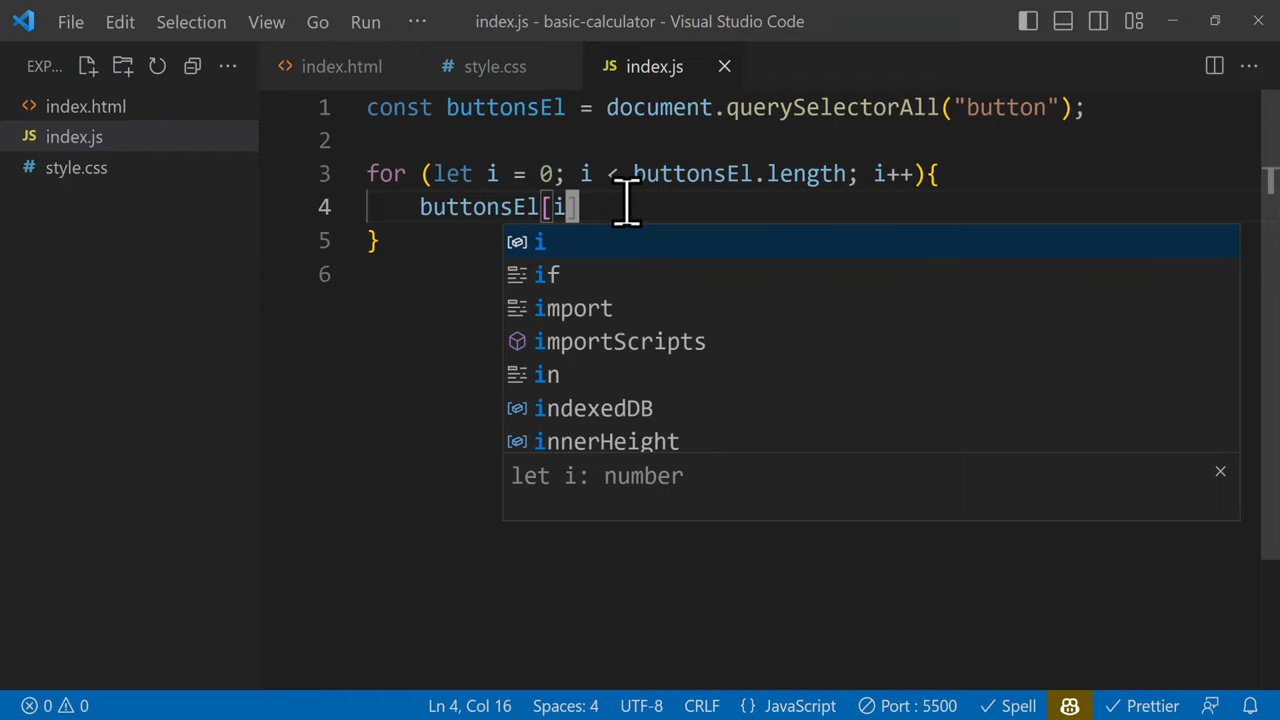 File Edit Selection View Go Run ··· index.js - basic-calculator - Visual Studio Code
EXP... ··· <> index.html # style.css JS index.js
<> index.html
JS index.js
# style.css
1 const buttonsEl = document.querySelectorAll("button");
2
3 for (let i = 0; i < buttonsEl.length; i++){
4 buttonsEl[i]
5 }
6
i
if
import
importScripts
in
indexedDB
innerHeight
let i: number
0 0 Ln 4, Col 16 Spaces: 4 UTF-8 CRLF {} JavaScript Port : 5500 Spell Prettier